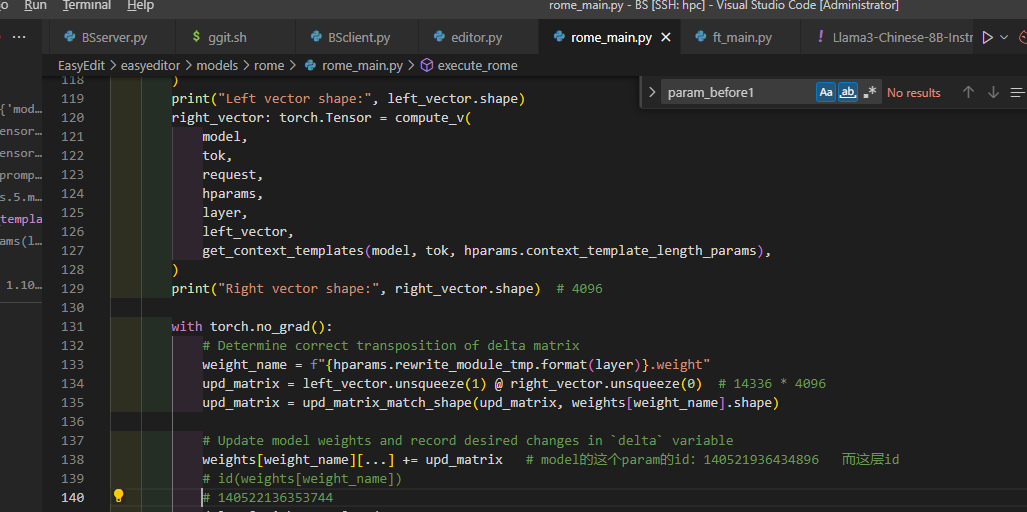 o Run Terminal Help rome_main.py - BS [SSH: hpc] - Visual Studio Code [Administrator]
··· BSserver.py $ ggit.sh BSclient.py editor.py rome_main.py × ft_main.py ! Llama3-Chinese-8B-Instr
EasyEdit > easyeditor > models > rome > rome_main.py > execute_rome
param_before1 Aa ab .* No results
118 )
119 print("Left vector shape:", left_vector.shape)
120 right_vector: torch.Tensor = compute_v(
121 model,
122 tok,
123 request,
124 hparams,
125 layer,
126 left_vector,
127 get_context_templates(model, tok, hparams.context_template_length_params),
128 )
129 print("Right vector shape:", right_vector.shape)  # 4096
130
131 with torch.no_grad():
132 # Determine correct transposition of delta matrix
133 weight_name = f"{hparams.rewrite_module_tmp.format(layer)}.weight"
134 upd_matrix = left_vector.unsqueeze(1) @ right_vector.unsqueeze(0)  # 14336 * 4096
135 upd_matrix = upd_matrix_match_shape(upd_matrix, weights[weight_name].shape)
136
137 # Update model weights and record desired changes in `delta` variable
138 weights[weight_name][...] += upd_matrix   # model的这个param的id: 140521936434896   而这层id
139 # id(weights[weight_name])
140 # 140522136353744
{'mod…
ensor…
ensor…
promp…
s.5.m…
_templa
ams(l…
1.10…